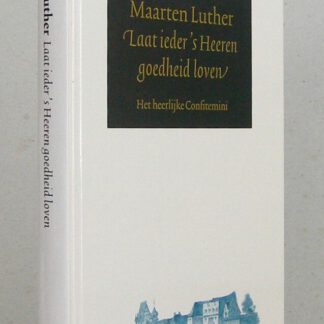 Maarten Luther
Laat ieder 's Heeren
goedheid loven
Het heerlijke Confitemini
Luther Laat ieder 's Heeren goedheid loven